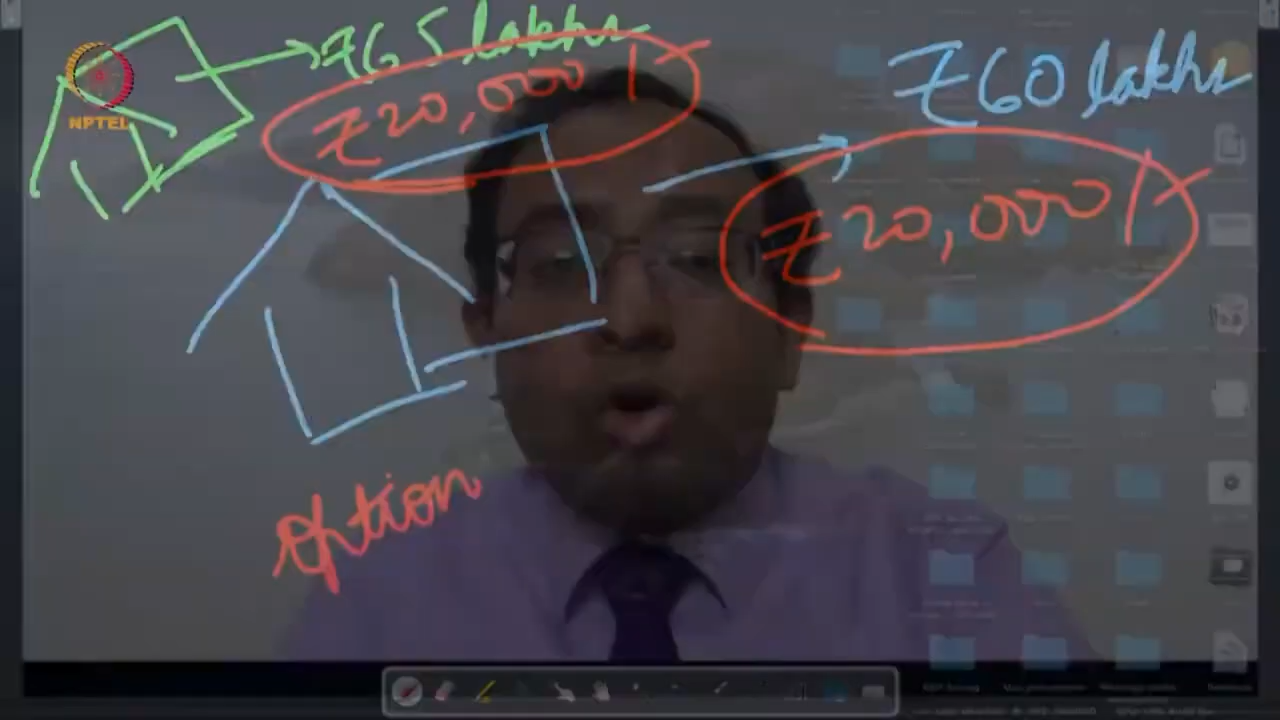 ₹65 lakhs
NPTEL
₹20,000/-
₹60 lakhs
₹20,000/-
option